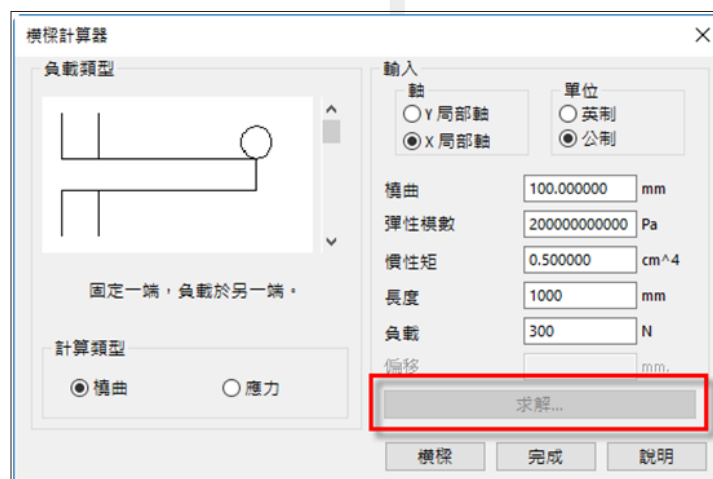 橫樑計算器
負載類型
固定一端，負載於另一端。
計算類型
橈曲
應力
輸入
軸
Y 局部軸
X 局部軸
單位
英制
公制
橈曲 100.000000 mm
彈性模數 200000000000 Pa
慣性矩 0.500000 cm^4
長度 1000 mm
負載 300 N
偏移 mm.
求解...
橫樑
完成
說明